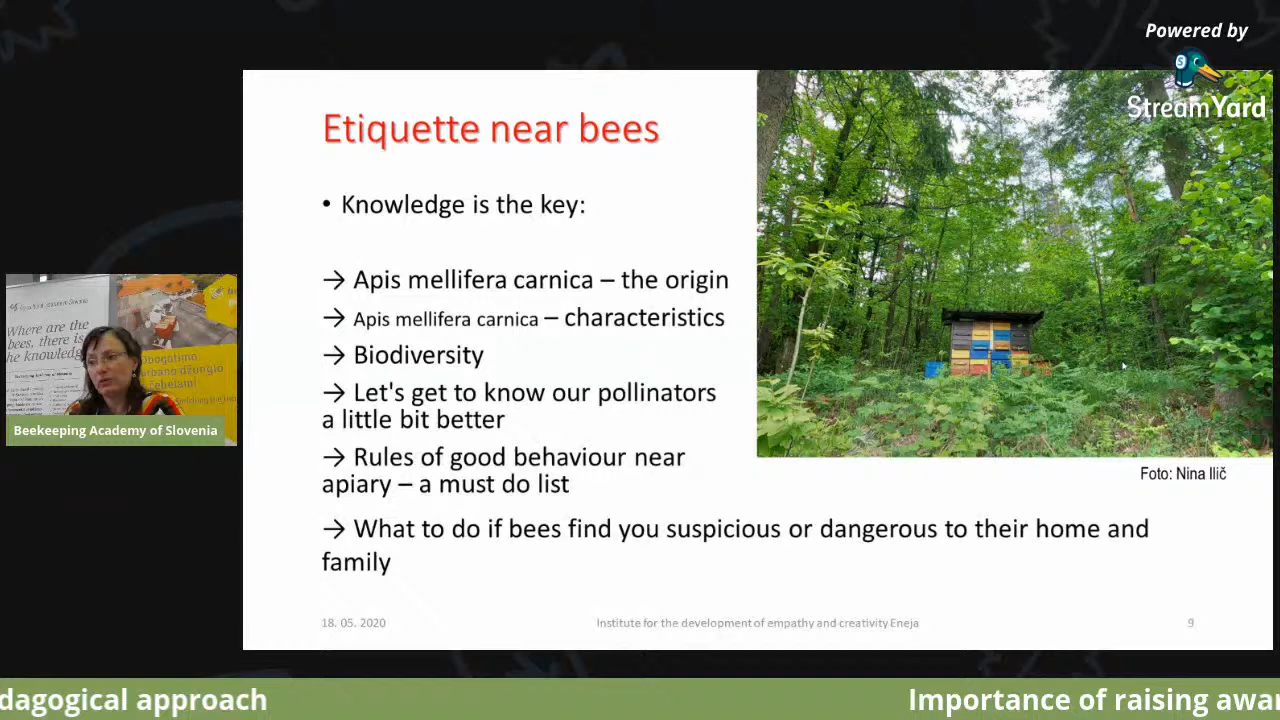 Powered by
StreamYard
Etiquette near bees
• Knowledge is the key:
→ Apis mellifera carnica – the origin
→ Apis mellifera carnica – characteristics
→ Biodiversity
→ Let's get to know our pollinators
a little bit better
→ Rules of good behaviour near
apiary – a must do list
→ What to do if bees find you suspicious or dangerous to their home and
family
Foto: Nina Ilič
18. 05. 2020
Institute for the development of empathy and creativity Eneja
9
Where are the
bees, there is
he knowledg
Obogatimo
urbano džunglo
čebelami
Beekeeping Academy of Slovenia
dagogical approach
Importance of raising awar